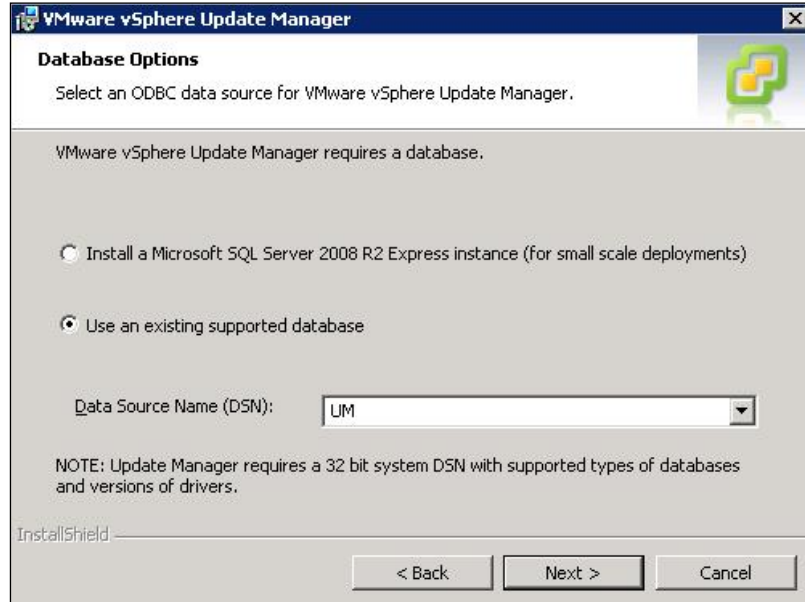 VMware vSphere Update Manager
Database Options
Select an ODBC data source for VMware vSphere Update Manager.
VMware vSphere Update Manager requires a database.
Install a Microsoft SQL Server 2008 R2 Express instance (for small scale deployments)
Use an existing supported database
Data Source Name (DSN):
UM
NOTE: Update Manager requires a 32 bit system DSN with supported types of databases
and versions of drivers.
InstallShield
< Back
Next >
Cancel